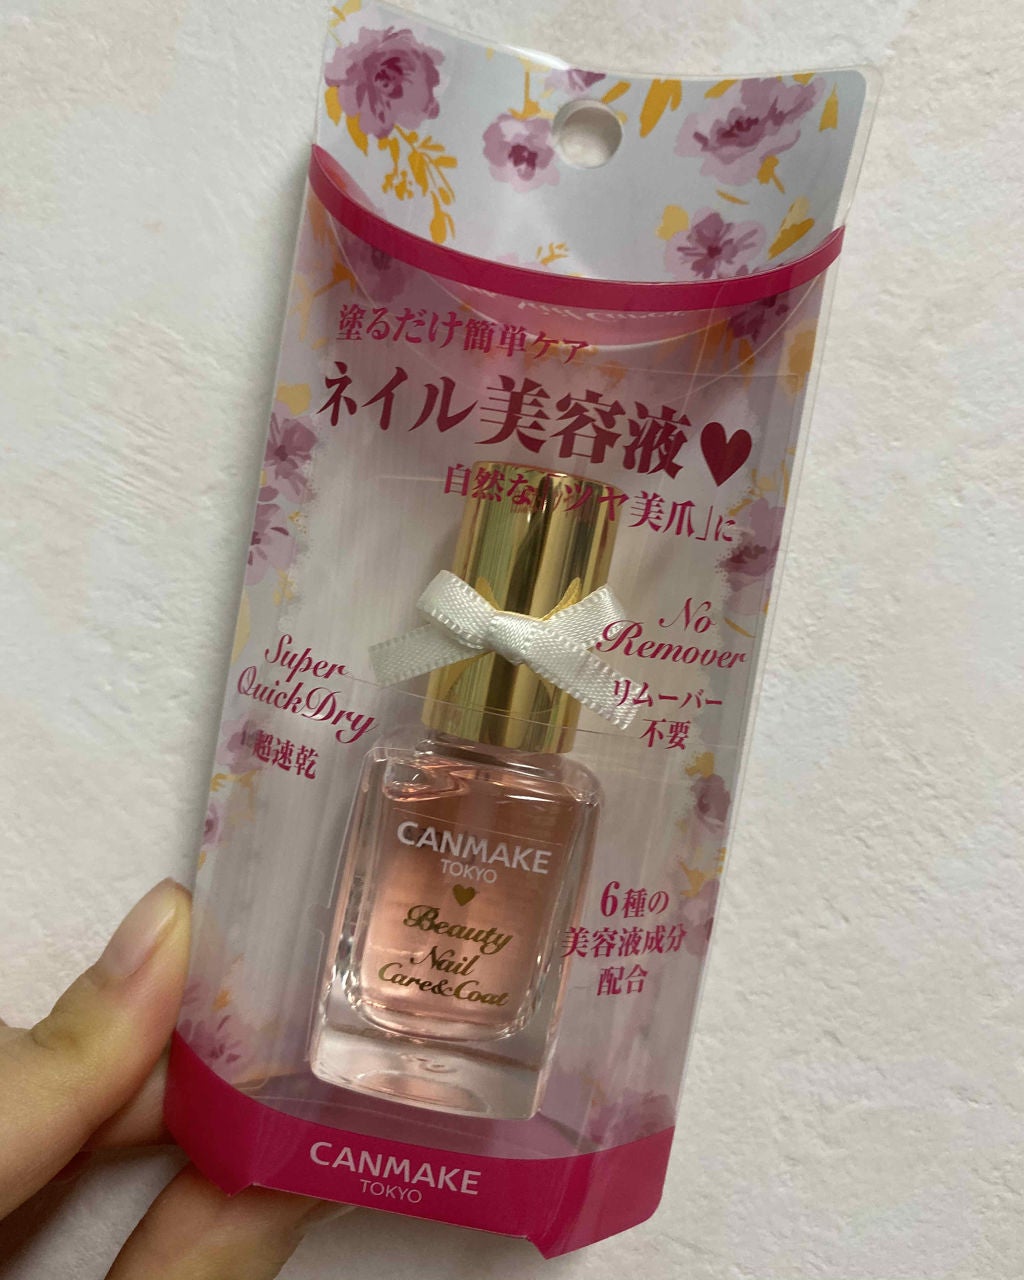 塗るだけ簡単ケア
ネイル美容液♥
自然な「ツヤ美爪」に
No
Remover
リムーバー
不要
Super
QuickDry
超速乾
CANMAKE
TOKYO
Beauty
Nail
Care&Coat
6種の
美容液成分
配合
CANMAKE
TOKYO